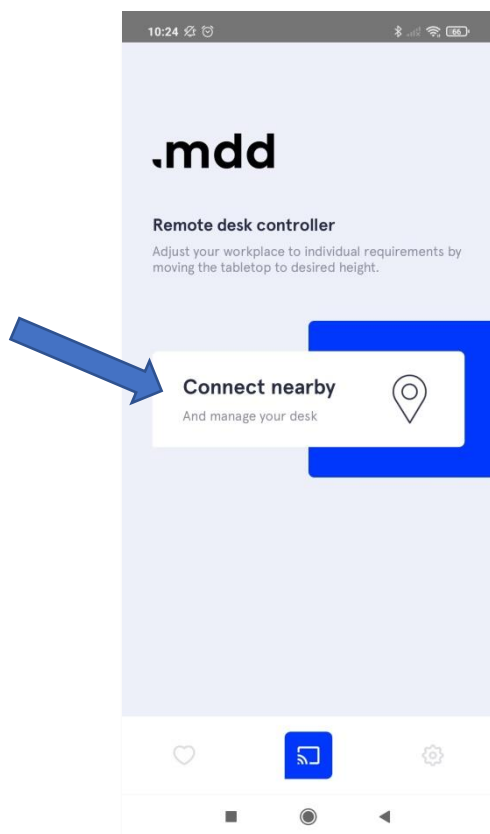 10:24
66
.mdd
Remote desk controller
Adjust your workplace to individual requirements by
moving the tabletop to desired height.
Connect nearby
And manage your desk